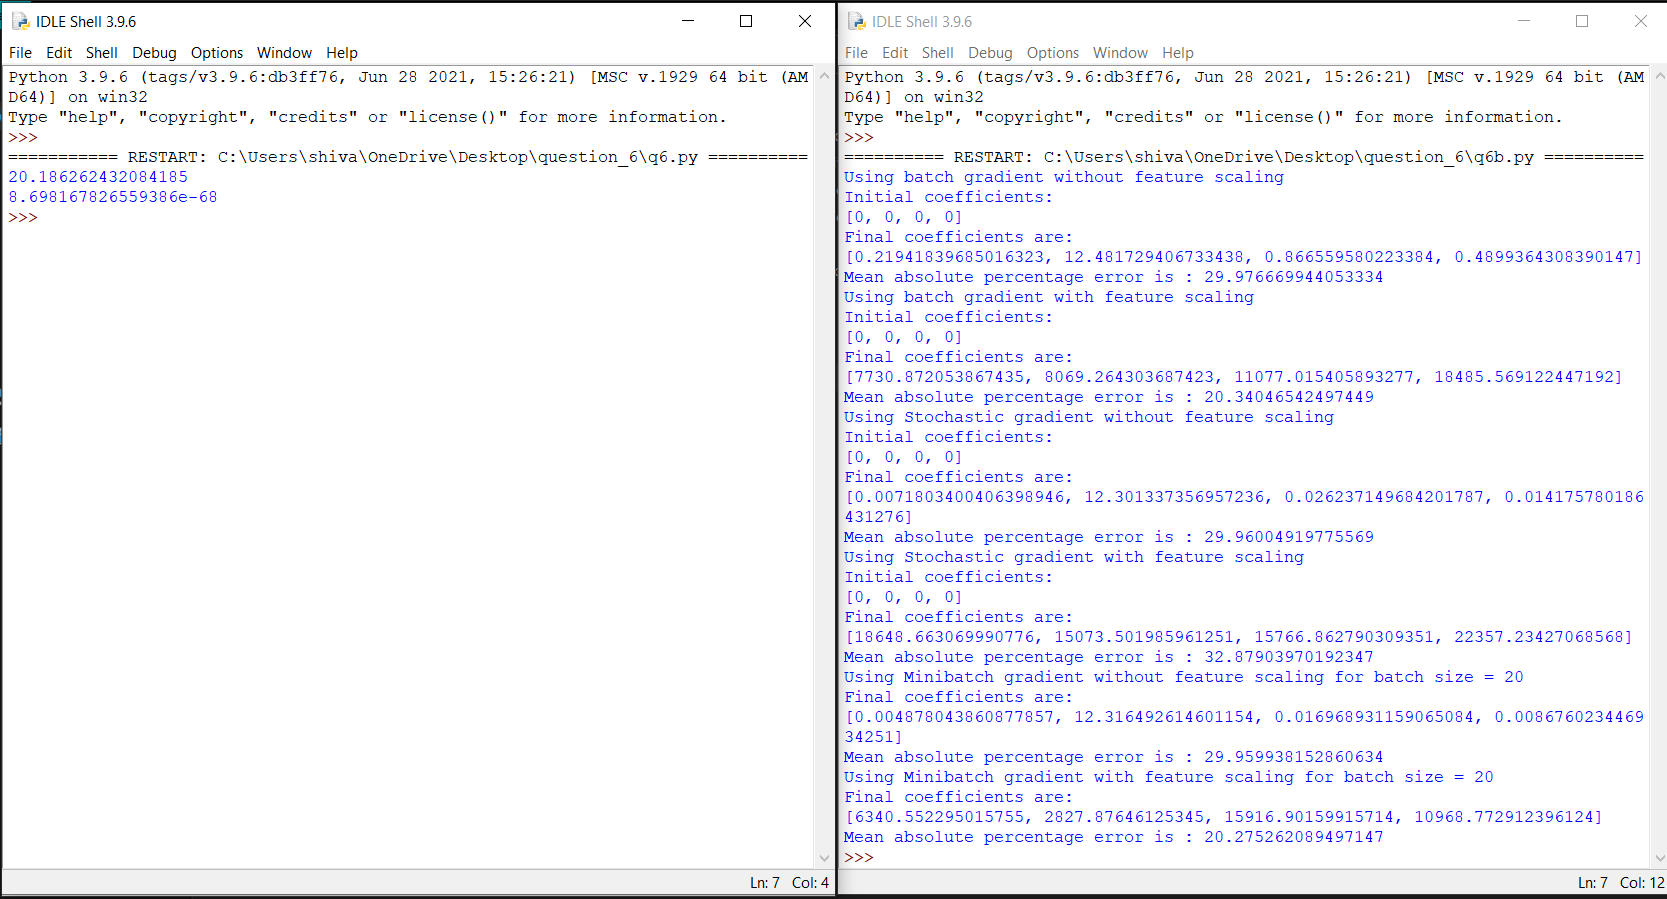 IDLE Shell 3.9.6
File Edit Shell Debug Options Window Help
Python 3.9.6 (tags/v3.9.6:db3ff76, Jun 28 2021, 15:26:21) [MSC v.1929 64 bit (AM
D64)] on win32
Type "help", "copyright", "credits" or "license()" for more information.
>>>
=========== RESTART: C:\Users\shiva\OneDrive\Desktop\question_6\q6.py ==========
20.186262432084185
8.698167826559386e-68
>>>
Ln: 7 Col: 4
IDLE Shell 3.9.6
File Edit Shell Debug Options Window Help
Python 3.9.6 (tags/v3.9.6:db3ff76, Jun 28 2021, 15:26:21) [MSC v.1929 64 bit (AM
D64)] on win32
Type "help", "copyright", "credits" or "license()" for more information.
>>>
========== RESTART: C:\Users\shiva\OneDrive\Desktop\question_6\q6b.py ==========
Using batch gradient without feature scaling
Initial coefficients:
[0, 0, 0, 0]
Final coefficients are:
[0.21941839685016323, 12.481729406733438, 0.866559580223384, 0.4899364308390147]
Mean absolute percentage error is : 29.976669944053334
Using batch gradient with feature scaling
Initial coefficients:
[0, 0, 0, 0]
Final coefficients are:
[7730.872053867435, 8069.264303687423, 11077.015405893277, 18485.569122447192]
Mean absolute percentage error is : 20.34046542497449
Using Stochastic gradient without feature scaling
Initial coefficients:
[0, 0, 0, 0]
Final coefficients are:
[0.0071803400406398946, 12.301337356957236, 0.026237149684201787, 0.014175780186
431276]
Mean absolute percentage error is : 29.96004919775569
Using Stochastic gradient with feature scaling
Initial coefficients:
[0, 0, 0, 0]
Final coefficients are:
[18648.663069990776, 15073.501985961251, 15766.862790309351, 22357.23427068568]
Mean absolute percentage error is : 32.87903970192347
Using Minibatch gradient without feature scaling for batch size = 20
Final coefficients are:
[0.004878043860877857, 12.316492614601154, 0.016968931159065084, 0.0086760234469
34251]
Mean absolute percentage error is : 29.959938152860634
Using Minibatch gradient with feature scaling for batch size = 20
Final coefficients are:
[6340.552295015755, 2827.87646125345, 15916.90159915714, 10968.772912396124]
Mean absolute percentage error is : 20.275262089497147
>>>
Ln: 7 Col: 12